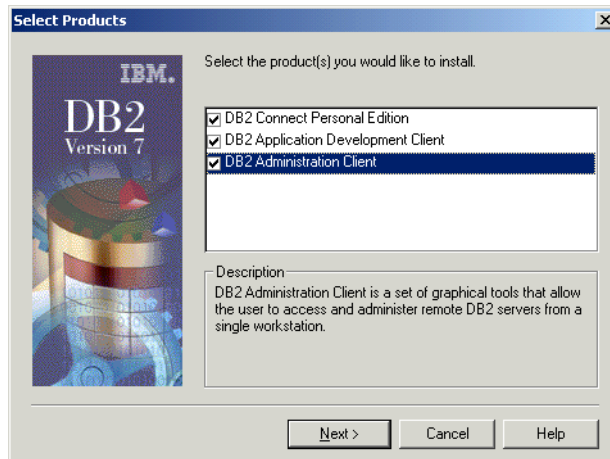 Select Products
IBM.
DB2
Version 7
Select the product(s) you would like to install.
DB2 Connect Personal Edition
DB2 Application Development Client
DB2 Administration Client
Description
DB2 Administration Client is a set of graphical tools that allow
the user to access and administer remote DB2 servers from a
single workstation.
Next >
Cancel
Help